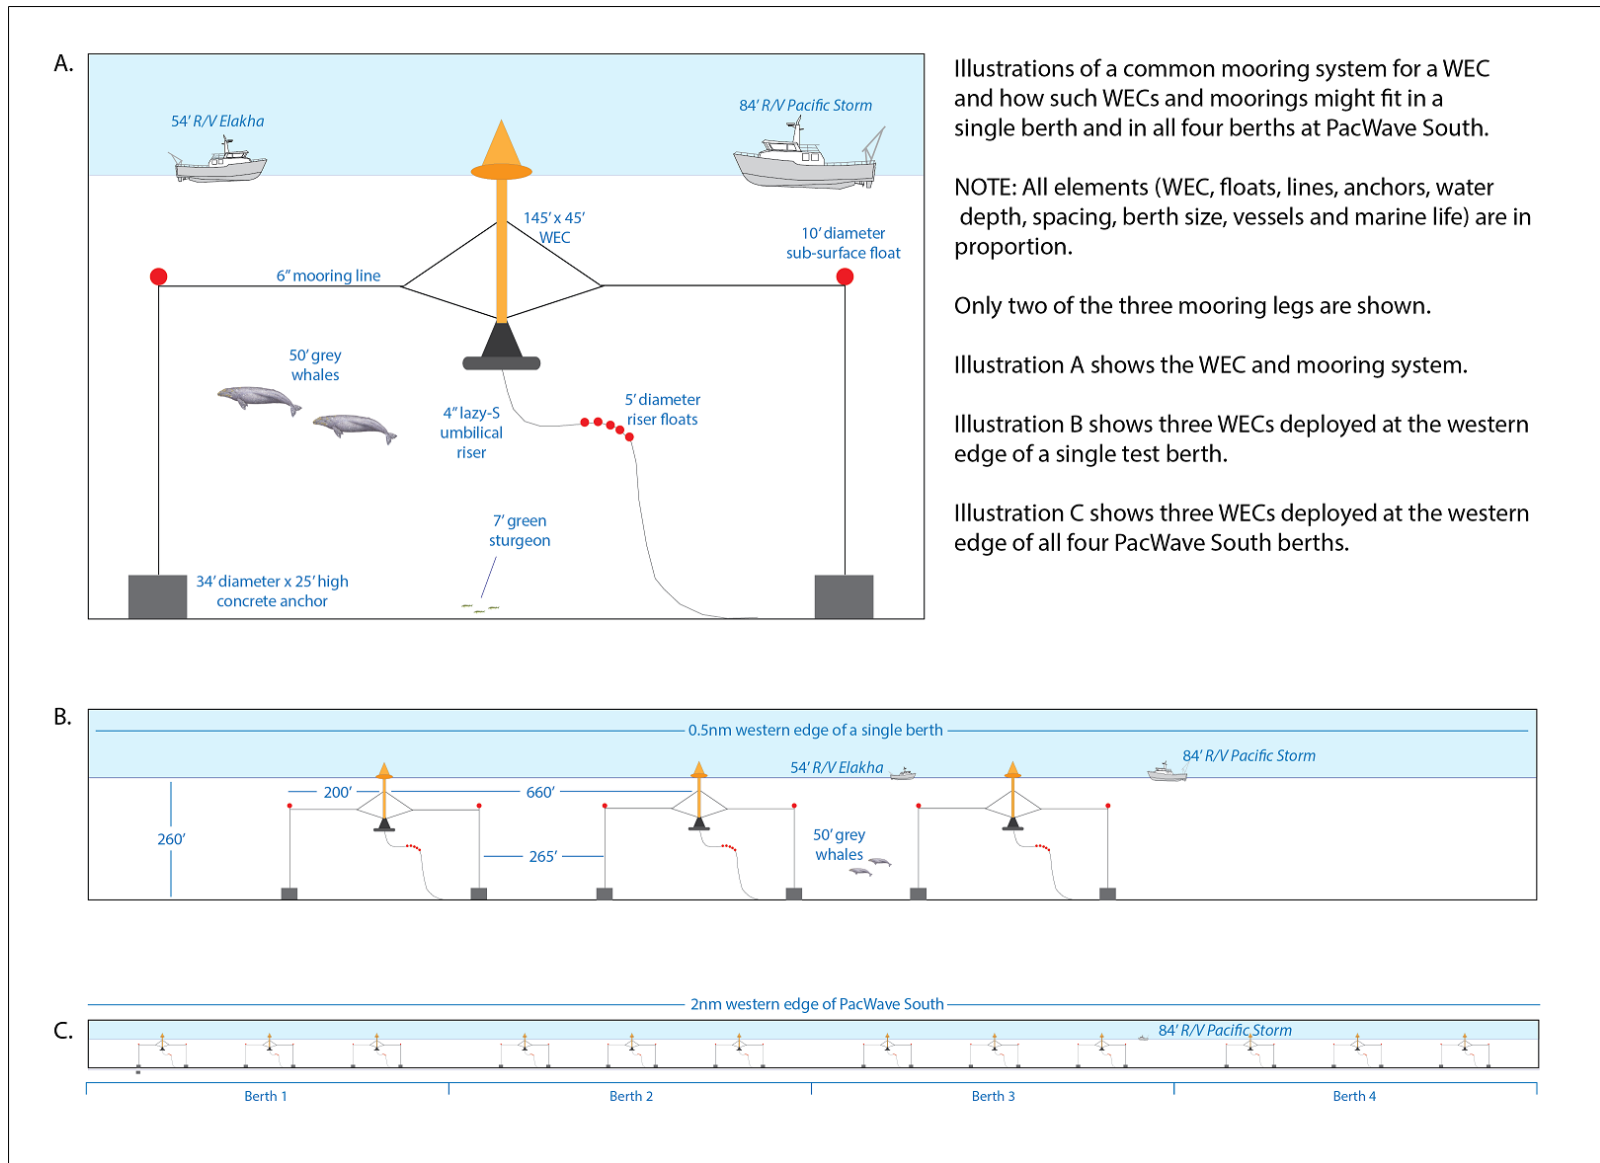 A.
54' R/V Elakha
84' R/V Pacific Storm
145' x 45'
WEC
10' diameter
sub-surface float
6" mooring line
50' grey
whales
4" lazy-S
umbilical
riser
5' diameter
riser floats
7' green
sturgeon
34' diameter x 25' high
concrete anchor
Illustrations of a common mooring system for a WEC
and how such WECs and moorings might fit in a
single berth and in all four berths at PacWave South.
NOTE: All elements (WEC, floats, lines, anchors, water
depth, spacing, berth size, vessels and marine life) are in
proportion.
Only two of the three mooring legs are shown.
Illustration A shows the WEC and mooring system.
Illustration B shows three WECs deployed at the western
edge of a single test berth.
Illustration C shows three WECs deployed at the western
edge of all four PacWave South berths.
B.
0.5nm western edge of a single berth
54' R/V Elakha
84' R/V Pacific Storm
200'
660'
260'
265'
50' grey
whales
2nm western edge of PacWave South
C.
84' R/V Pacific Storm
Berth 1
Berth 2
Berth 3
Berth 4